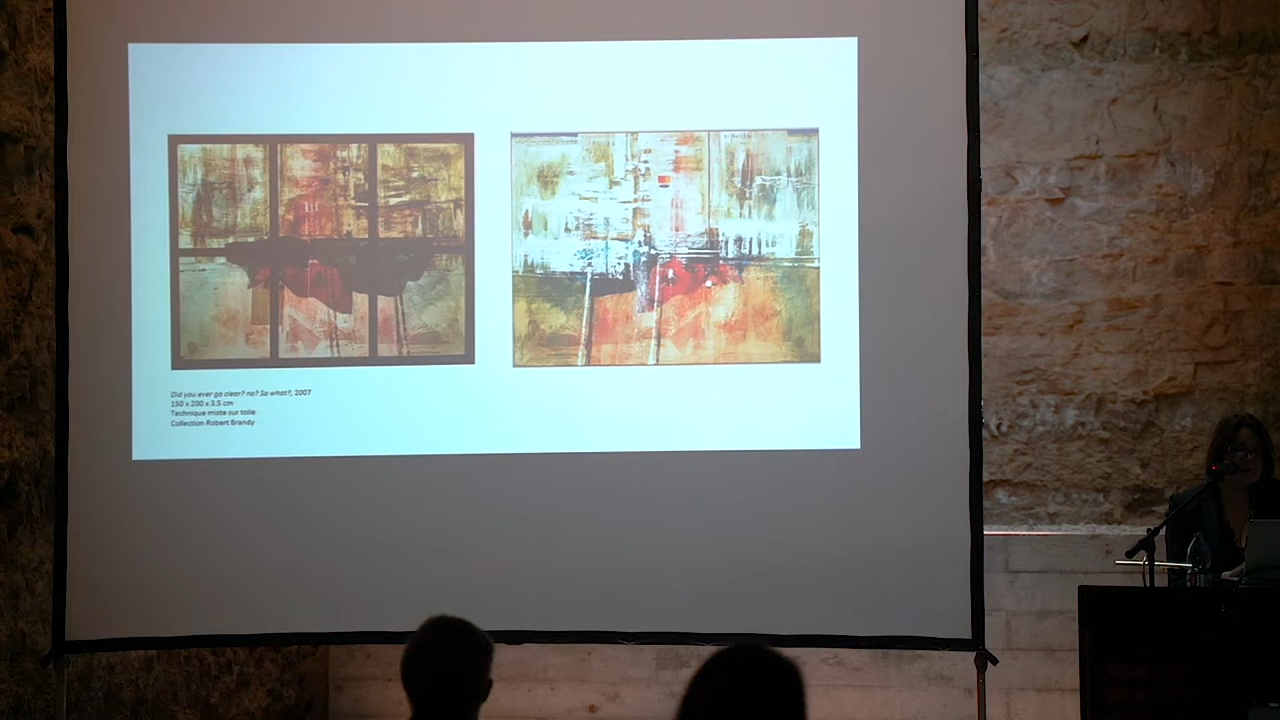 Did you ever go clear? no? So what?, 2007
150 x 200 x 3.5 cm
Technique mixte sur toile
Collection Robert Brandy